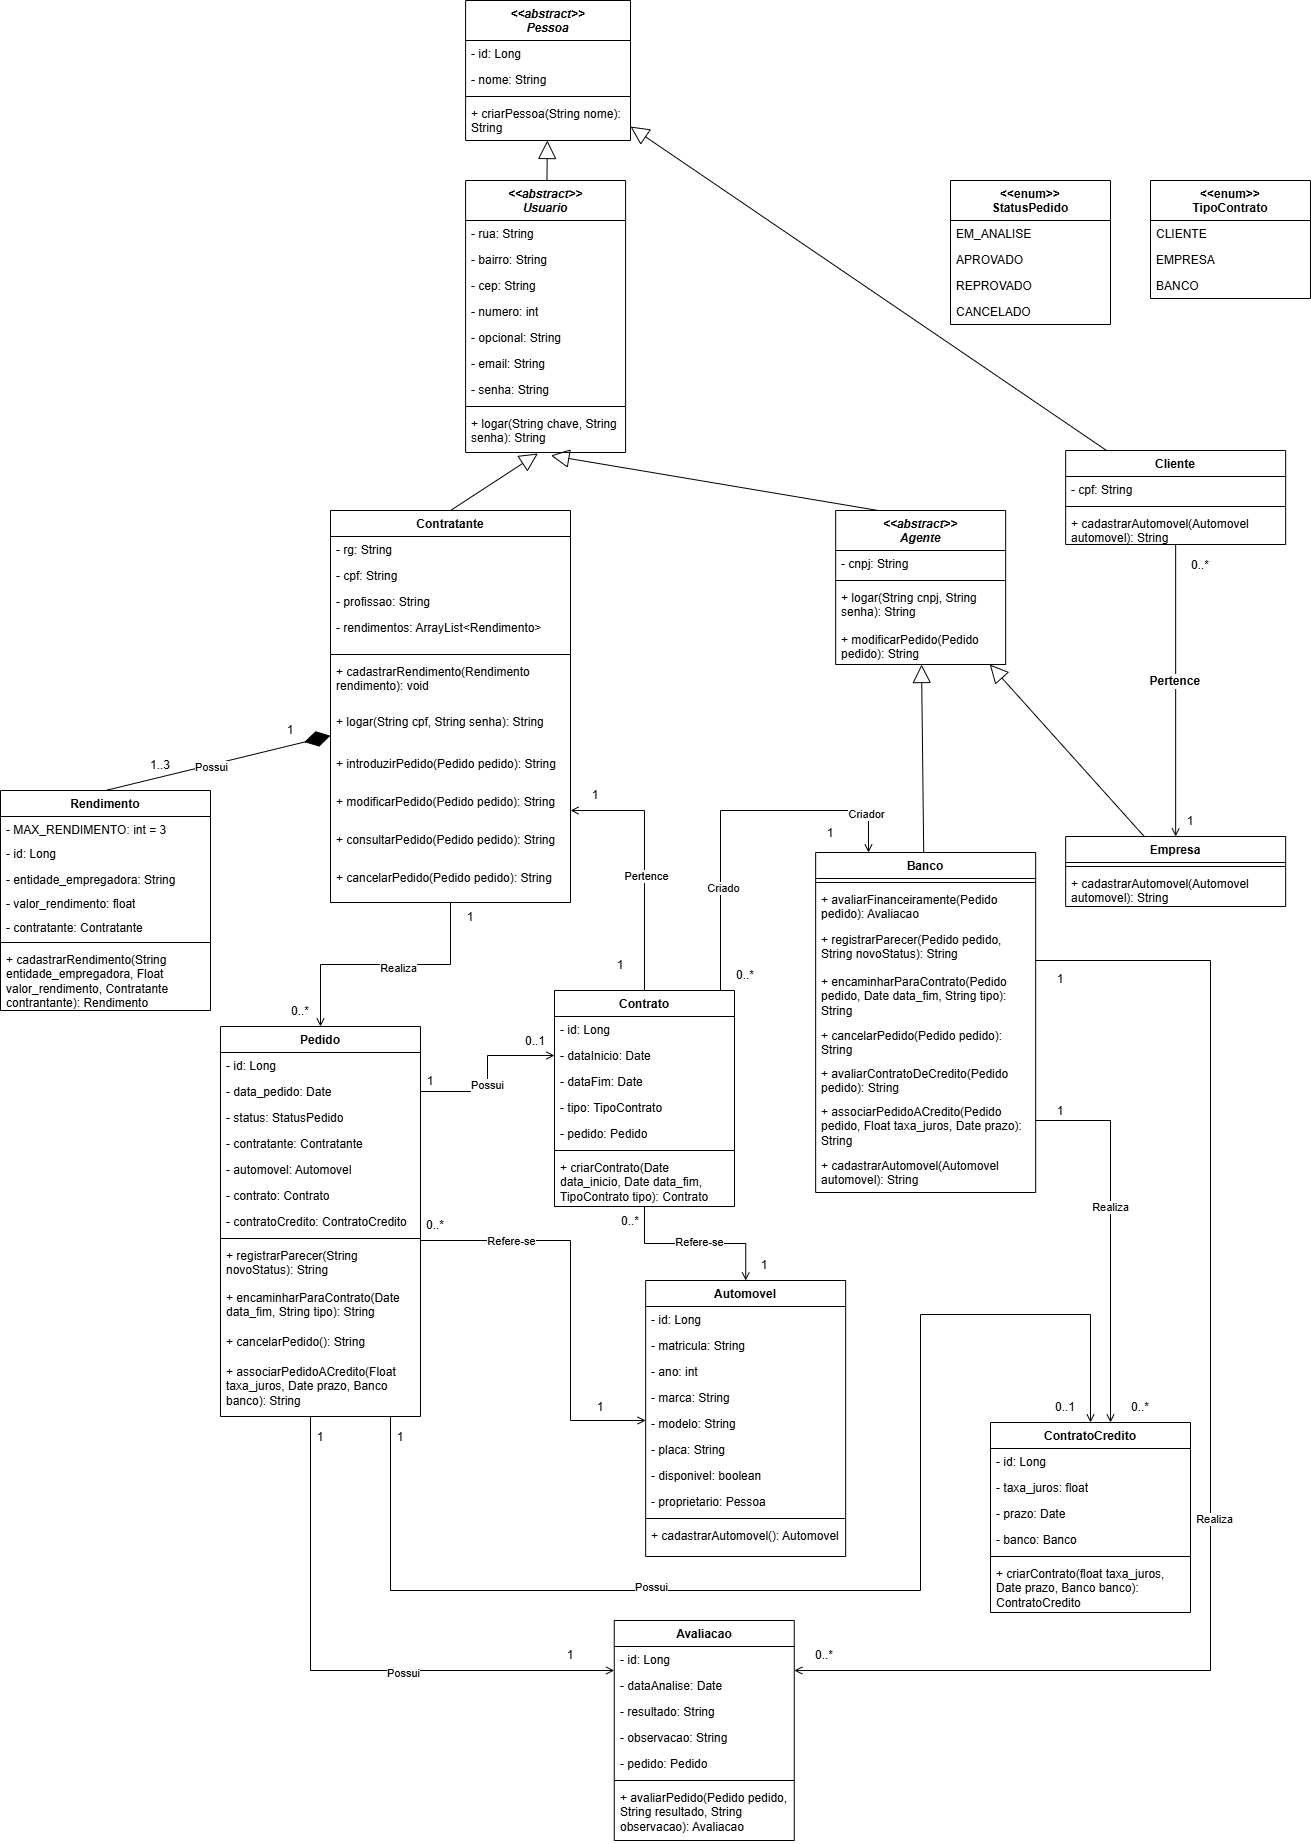 <<abstract>>
Pessoa
- id: Long
- nome: String
+ criarPessoa(String nome):
String
<<abstract>>
Usuario
- rua: String
- bairro: String
- cep: String
- numero: int
- opcional: String
- email: String
- senha: String
+ logar(String chave, String
senha): String
<<enum>>
StatusPedido
EM_ANALISE
APROVADO
REPROVADO
CANCELADO
<<enum>>
TipoContrato
CLIENTE
EMPRESA
BANCO
Cliente
- cpf: String
+ cadastrarAutomovel(Automovel
automovel): String
0..*
Pertence
1
Contratante
- rg: String
- cpf: String
- profissao: String
- rendimentos: ArrayList<Rendimento>
+ cadastrarRendimento(Rendimento
rendimento): void
+ logar(String cpf, String senha): String
+ introduzirPedido(Pedido pedido): String
+ modificarPedido(Pedido pedido): String
+ consultarPedido(Pedido pedido): String
+ cancelarPedido(Pedido pedido): String
<<abstract>>
Agente
- cnpj: String
+ logar(String cnpj, String
senha): String
+ modificarPedido(Pedido
pedido): String
1
1..3
Possui
Rendimento
- MAX_RENDIMENTO: int = 3
- id: Long
- entidade_empregadora: String
- valor_rendimento: float
- contratante: Contratante
+ cadastrarRendimento(String
entidade_empregadora, Float
valor_rendimento, Contratante
contrantante): Rendimento
1
Pertence
1
Criador
1
Criado
0..*
Empresa
+ cadastrarAutomovel(Automovel
automovel): String
Banco
+ avaliarFinanceiramente(Pedido
pedido): Avaliacao
+ registrarParecer(Pedido pedido,
String novoStatus): String
+ encaminharParaContrato(Pedido
pedido, Date data_fim, String tipo):
String
+ cancelarPedido(Pedido pedido):
String
+ avaliarContratoDeCredito(Pedido
pedido): String
+ associarPedidoACredito(Pedido
pedido, Float taxa_juros, Date prazo):
String
+ cadastrarAutomovel(Automovel
automovel): String
1
1
Realiza
Realiza
1
Realiza
0..*
Pedido
- id: Long
- data_pedido: Date
- status: StatusPedido
- contratante: Contratante
- automovel: Automovel
- contrato: Contrato
- contratoCredito: ContratoCredito
+ registrarParecer(String
novoStatus): String
+ encaminharParaContrato(Date
data_fim, String tipo): String
+ cancelarPedido(): String
+ associarPedidoACredito(Float
taxa_juros, Date prazo, Banco
banco): String
1
Possui
0..1
Contrato
- id: Long
- dataInicio: Date
- dataFim: Date
- tipo: TipoContrato
- pedido: Pedido
+ criarContrato(Date
data_inicio, Date data_fim,
TipoContrato tipo): Contrato
0..*
Refere-se
1
0..*
Refere-se
1
Automovel
- id: Long
- matricula: String
- ano: int
- marca: String
- modelo: String
- placa: String
- disponivel: boolean
- proprietario: Pessoa
+ cadastrarAutomovel(): Automovel
0..1
0..*
ContratoCredito
- id: Long
- taxa_juros: float
- prazo: Date
- banco: Banco
+ criarContrato(float taxa_juros,
Date prazo, Banco banco):
ContratoCredito
1
1
Possui
Possui
1
0..*
Avaliacao
- id: Long
- dataAnalise: Date
- resultado: String
- observacao: String
- pedido: Pedido
+ avaliarPedido(Pedido pedido,
String resultado, String
observacao): Avaliacao